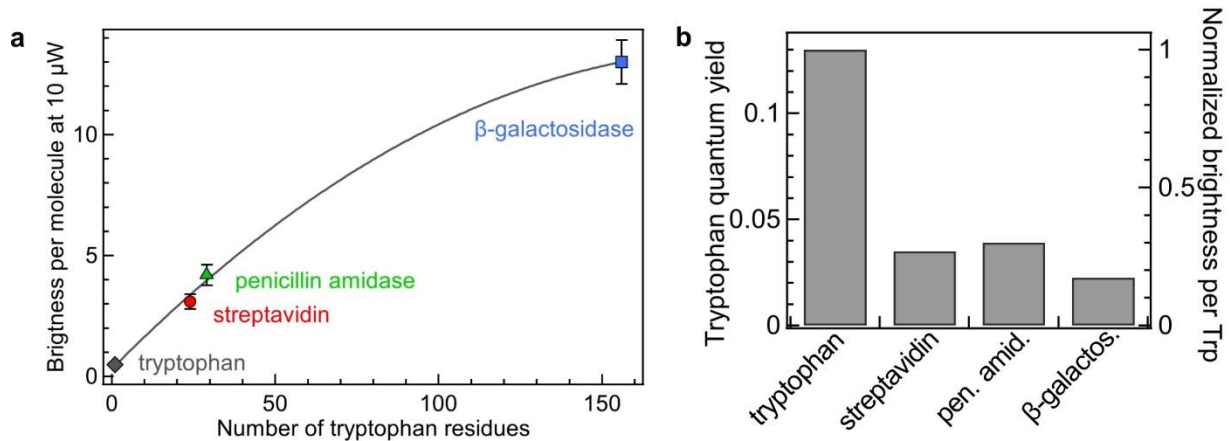 a
Brigtness per molecule at 10 µW
10
5
0
β-galactosidase
penicillin amidase
streptavidin
tryptophan
0
50
100
150
Number of tryptophan residues
b
Tryptophan quantum yield
0.1
0.05
0
1
0.5
0
Normalized brightness per Trp
tryptophan
streptavidin
pen. amid.
β-galactos.